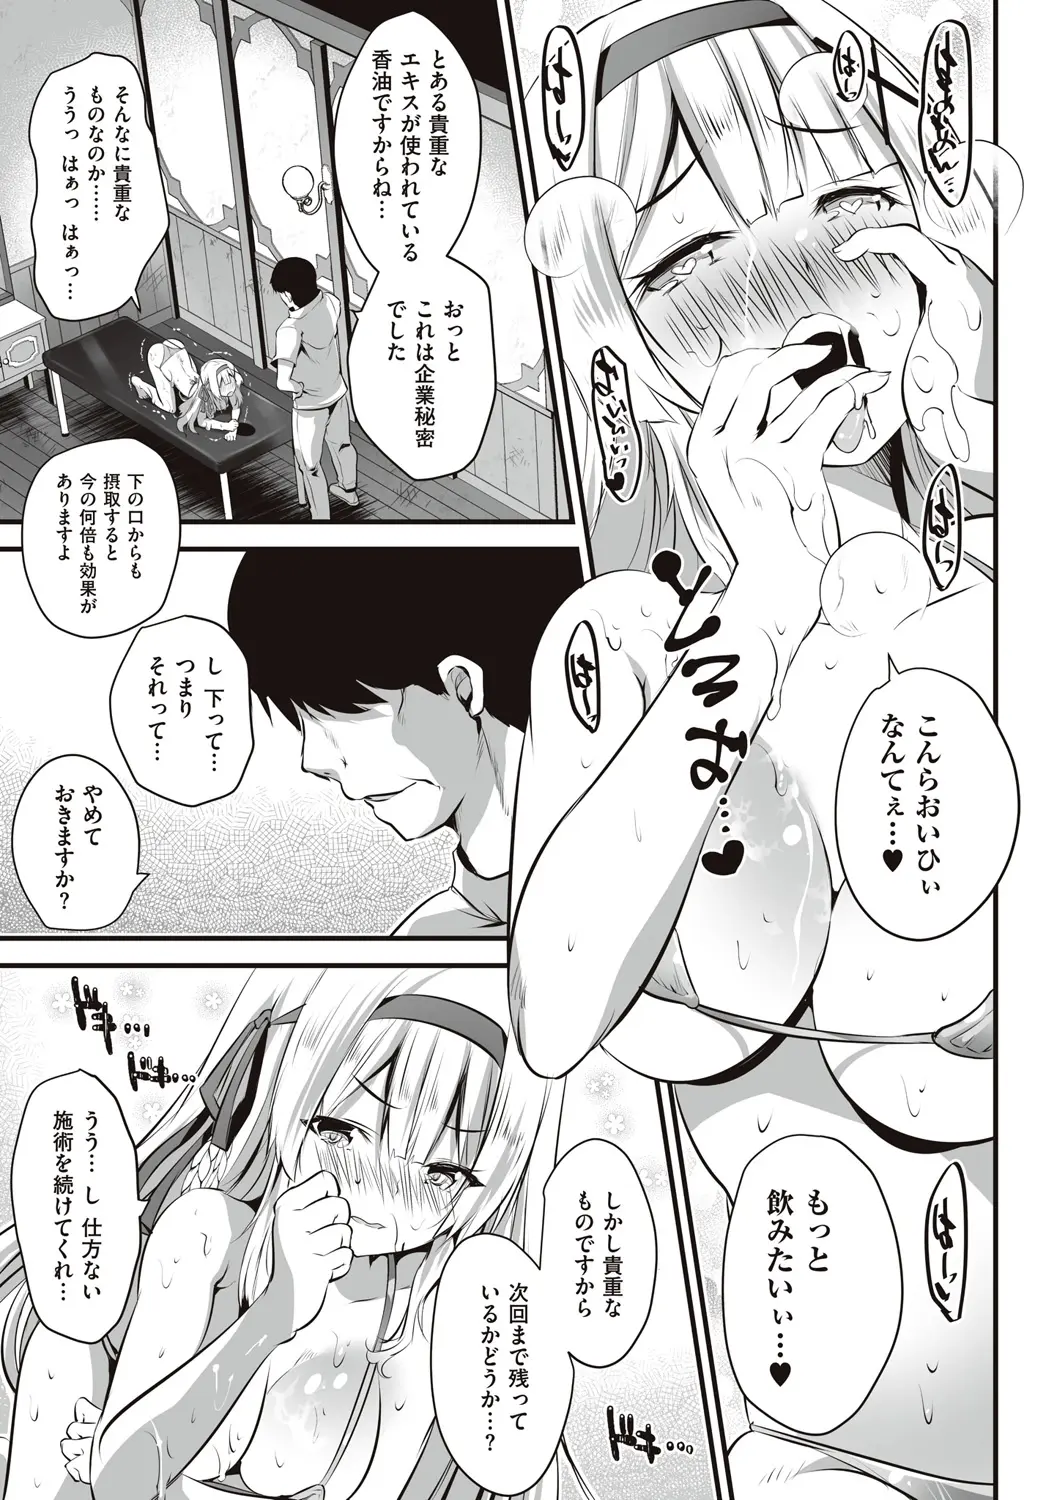 こんらおいひぃ
なんてぇ…♥
もっと
飲みたいぃ…♥
とある貴重な
エキスが使われている
香油ですからね…
おっと
これは企業秘密
でした
そんなに貴重な
ものなのか……
ううっ はぁっ はぁっ…
下の口からも
摂取すると
今の何倍も効果が
ありますよ
し 下って…
つまり
それって…
やめて
おきますか?
しかし貴重な
ものですから
次回まで残って
いるかどうか…?
ドキ…
ドキ…
うう… し 仕方ない
施術を続けてくれ…
ドキ…